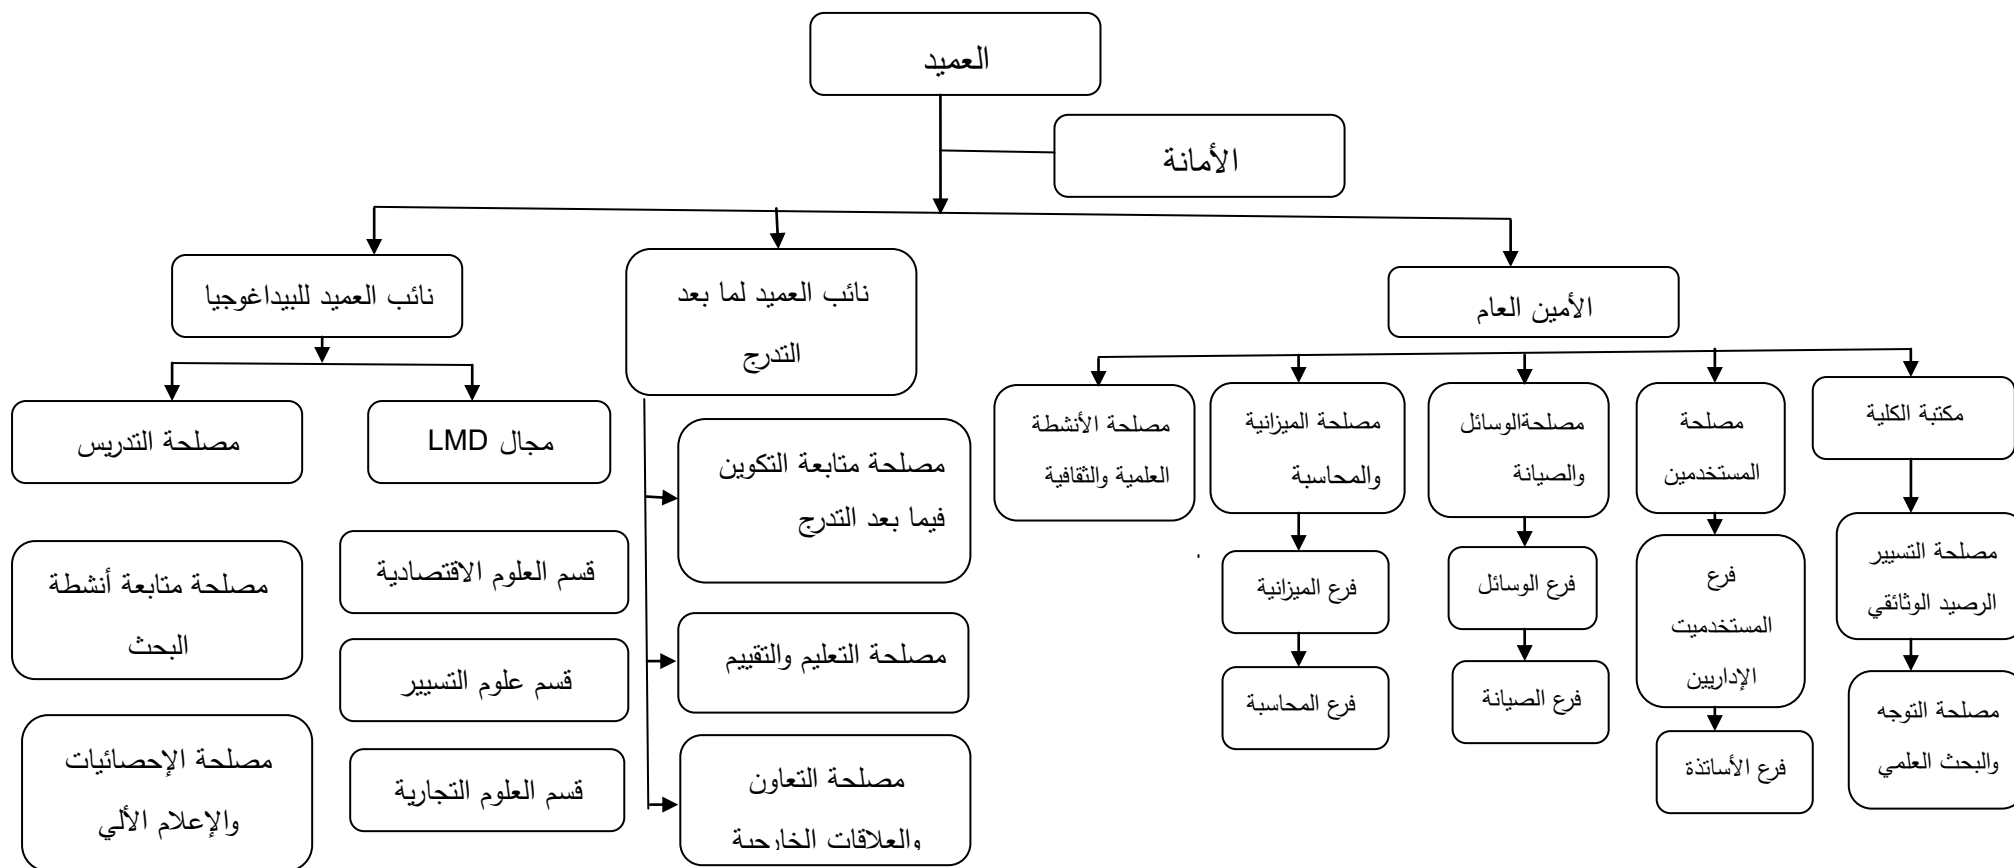 العميد
الأمانة
الأمين العام
نائب العميد لما بعد
التدرج
نائب العميد للبيداغوجيا
مكتبة الكلية
مصلحة
المستخدمين
مصلحةالوسائل
والصيانة
مصلحة الميزانية
والمحاسبة
مصلحة الأنشطة
العلمية والثقافية
مجال LMD
مصلحة التدريس
مصلحة التسيير
الرصيد الوثائقي
فرع
المستخدميت
الإداريين
فرع الوسائل
فرع الميزانية
مصلحة متابعة التكوين
فيما بعد التدرج
قسم العلوم الاقتصادية
مصلحة متابعة أنشطة
البحث
مصلحة التوجه
والبحث العلمي
فرع الأساتذة
فرع الصيانة
فرع المحاسبة
مصلحة التعليم والتقييم
قسم علوم التسيير
مصلحة التعاون
والعلاقات الخارجية
قسم العلوم التجارية
مصلحة الإحصائيات
والإعلام الألي